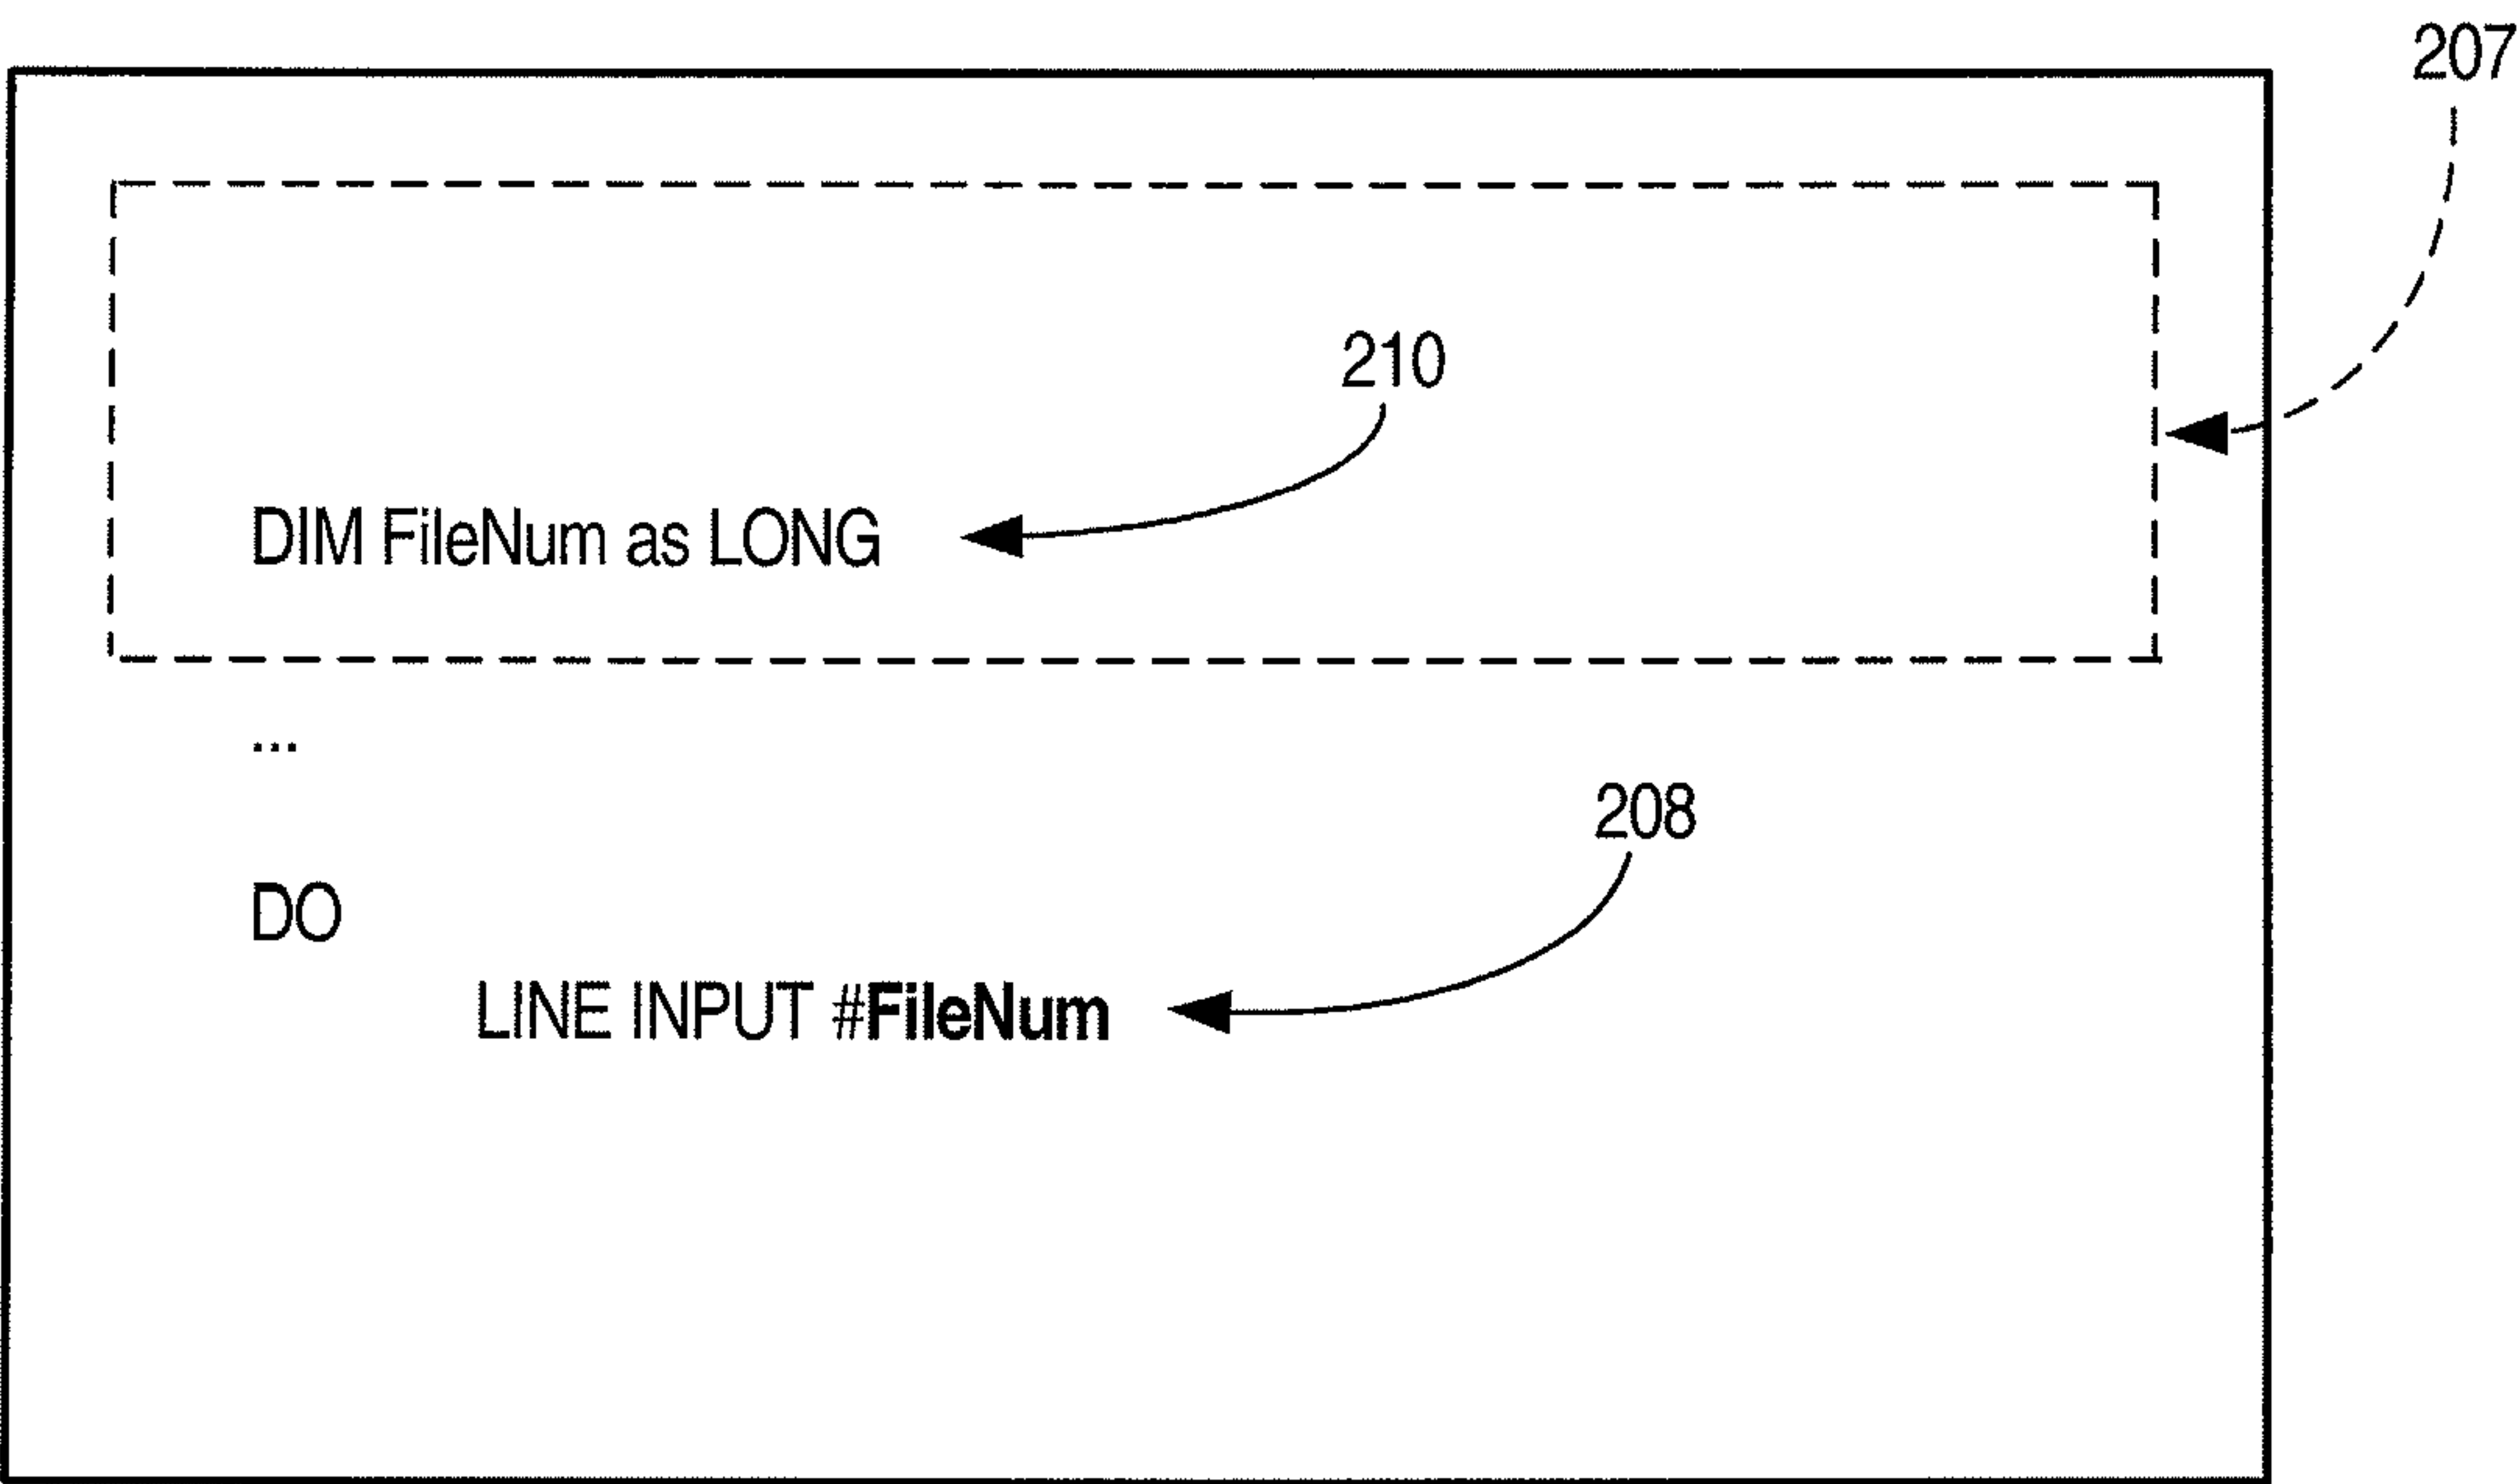 207
210
DIM FileNum as LONG
...
208
DO
LINE INPUT #FileNum